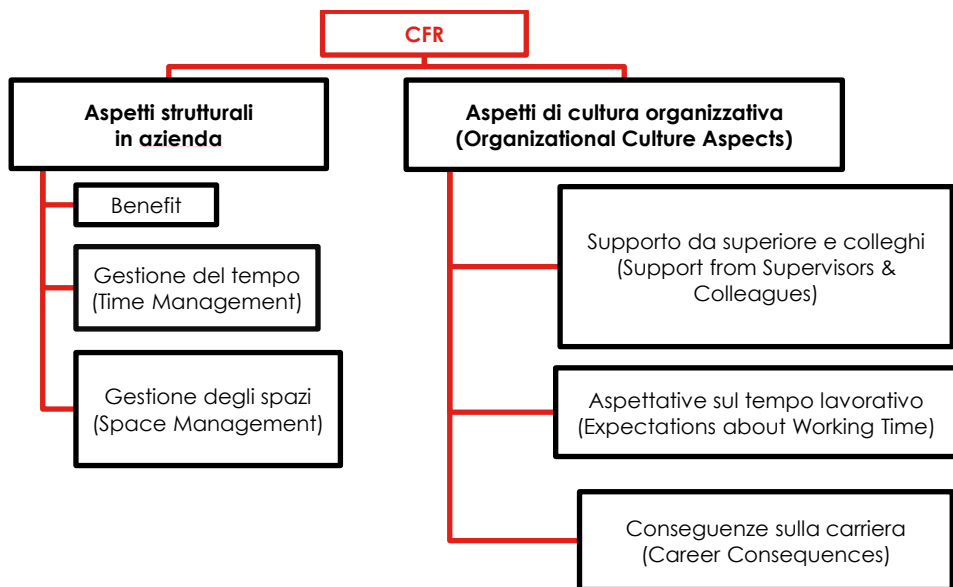 CFR
Aspetti strutturali
in azienda
Benefit
Gestione del tempo
(Time Management)
Gestione degli spazi
(Space Management)
Aspetti di cultura organizzativa
(Organizational Culture Aspects)
Supporto da superiore e colleghi
(Support from Supervisors &
Colleagues)
Aspettative sul tempo lavorativo
(Expectations about Working Time)
Conseguenze sulla carriera
(Career Consequences)